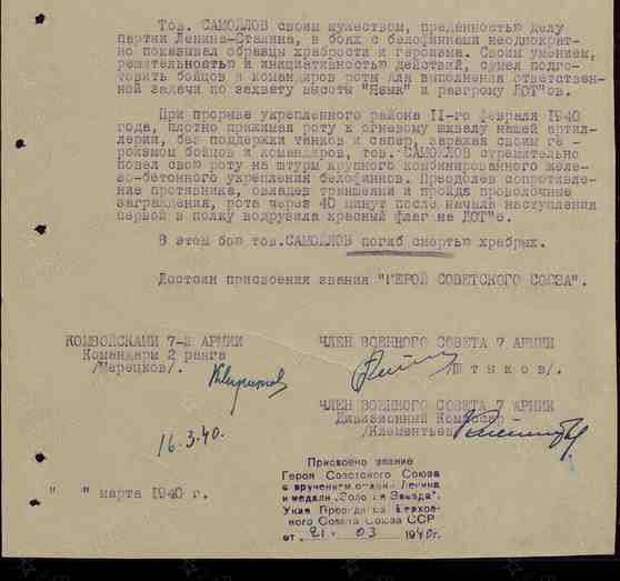 Тов. САМОЙЛОВ своим мужеством, преданностью делу
партии Ленина-Сталина, в боях с белофиннами неоднократ-
но показывал образцы храбрости и героизма. Своим умением,
решительностью и инициативностью действий, сумел подго-
товить бойцов и командиров роты для выполнения ответствен-
ной задачи по захвату высоты "Язык" и разгрому ДОТ"ов.
При прорыве укрепленного района 11-го февраля 1940
года, плотно прижимая роту к огневому шквалу нашей артил-
лерии, без поддержки танков и сапер, заражая своим ге-
роизмом бойцов и командиров, тов. САМОЙЛОВ стремительно
повел свою роту на штурм крупного комбинированного желе-
зо-бетонного укрепления белофиннов. Преодолев сопротивле-
ние противника, овладев траншеями и пройдя проволочные
заграждения, рота через 40 минут после начала наступления
первой в полку водрузила красный флаг на ДОТ"е.
В этом бою тов.САМОЙЛОВ погиб смертью храбрых.
Достоин присвоения звания "ГЕРОЙ СОВЕТСКОГО СОЮЗА".
КОМВОЙСКАМИ 7-й АРМИИ
Командарм 2 ранга
/Мерецков/.
ЧЛЕН ВОЕННОГО СОВЕТА 7 АРМИИ
/Штыков/.
ЧЛЕН ВОЕННОГО СОВЕТА 7 АРМИИ
Дивизионный Комиссар
/Клементьев
16.3.40.
" " марта 1940 г.
Присвоено звание
Героя Советского Союза
с вручением ордена Ленина
и медали „Золотая Звезда".
Указ Президиума Верхов-
ного Совета Союза ССР
от 21. 03 1940г.